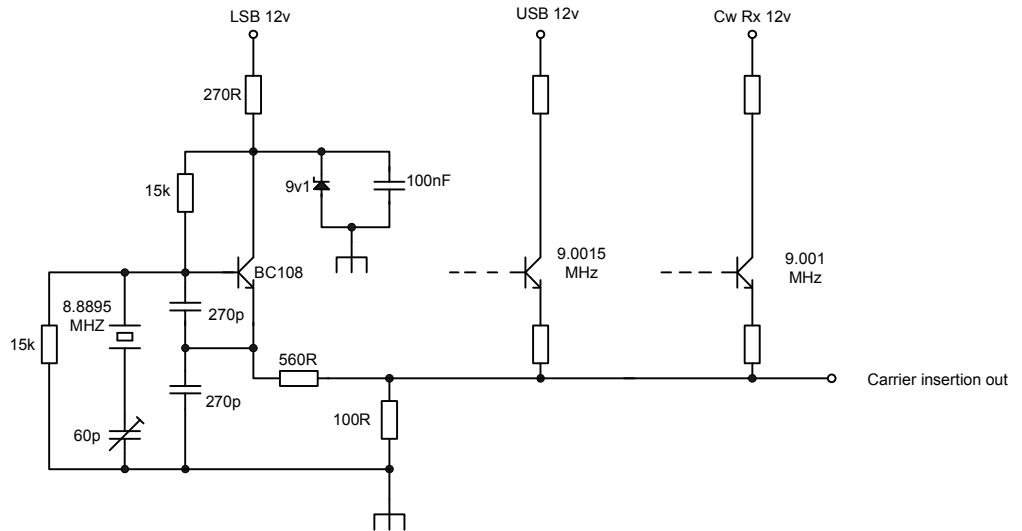 LSB 12v
USB 12v
Cw Rx 12v
270R
15k
9v1
100nF
BC108
9.0015
MHz
9.001
MHz
8.8895
MHZ
270p
15k
560R
270p
Carrier insertion out
100R
60p